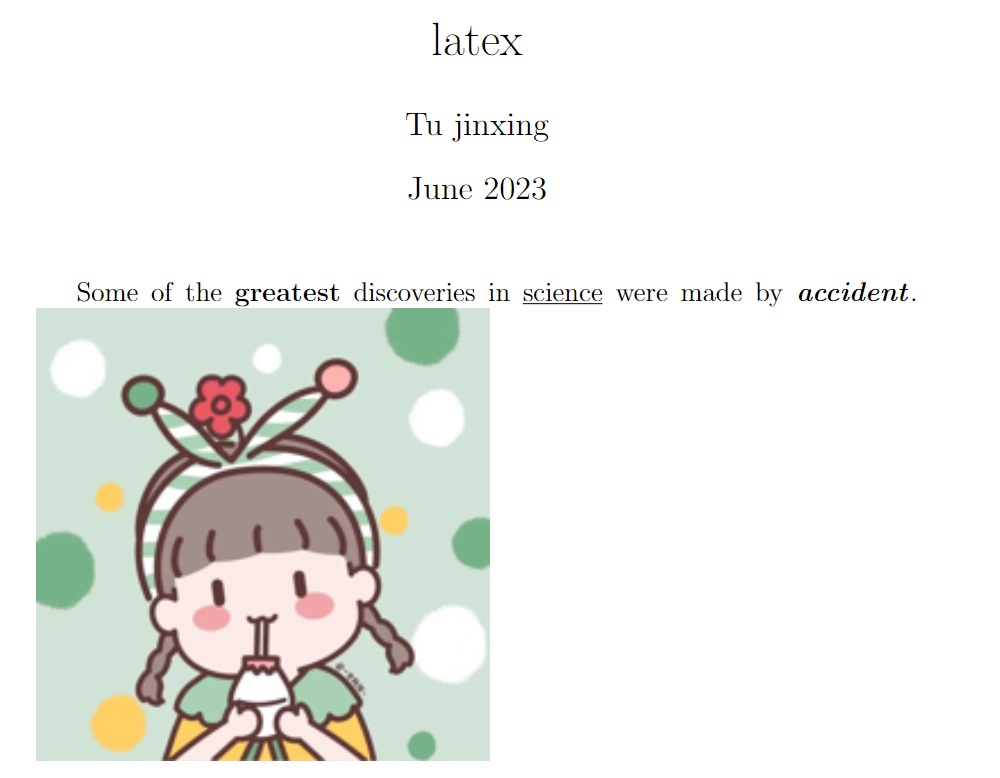 latex
Tu jinxing
June 2023
Some of the greatest discoveries in science were made by accident.